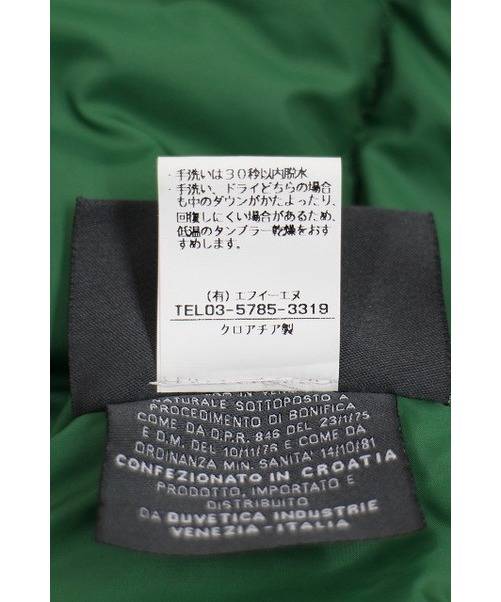 ・手洗いは30秒以内脱水
・手洗い、ドライどちらの場合
も中のダウンがかたよったり、
回復しにくい場合があるため、
低温のタンブラー乾燥をおす
すめします。
(有)エフイーエヌ
TEL03-5785-3319
クロアチア製
NATURALE SOTTOPOSTO A
PROCEDIMENTO DI BONIFICA
COME DA D.P.R. 846 DEL 23/1/75
E D.M. DEL 10/11/76 E COME DA
ORDINANZA MIN. SANITA' 14/10/81
CONFEZIONATO IN CROATIA
PRODOTTO, IMPORTATO E
DISTRIBUITO
DA DUVETICA INDUSTRIE
VENEZIA-ITALIA